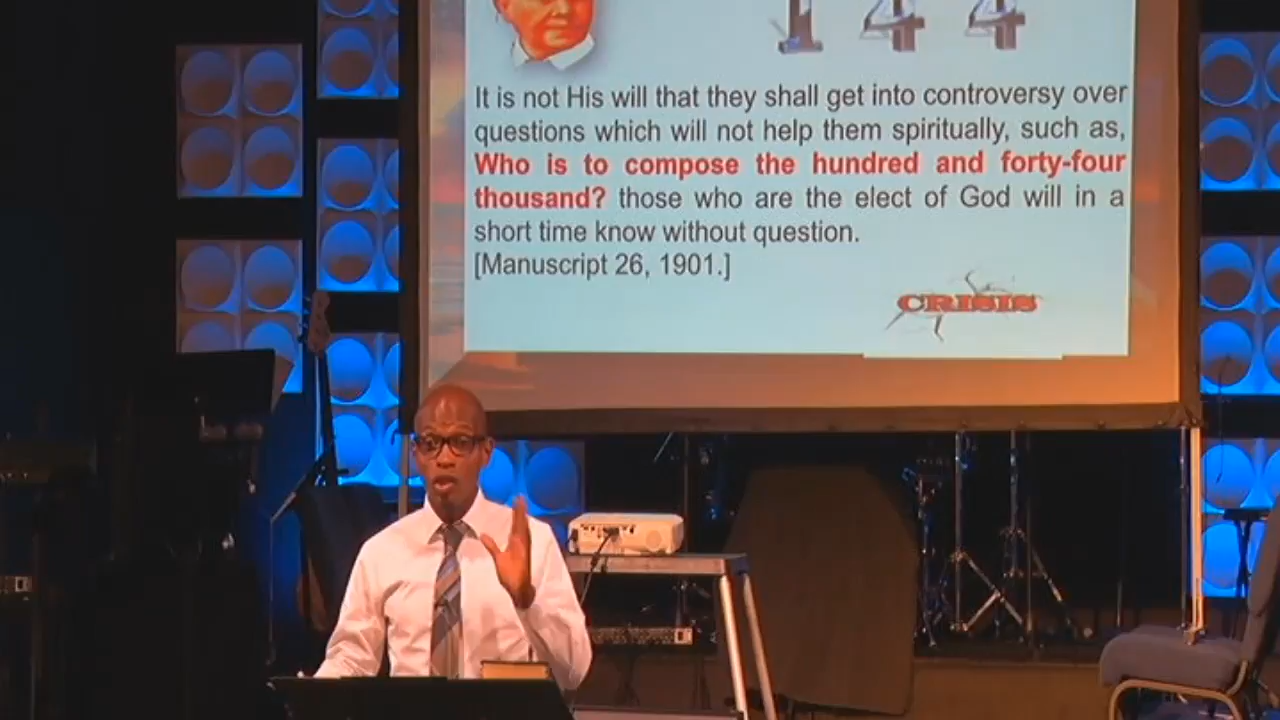 144
It is not His will that they shall get into controversy over
questions which will not help them spiritually, such as,
Who is to compose the hundred and forty-four
thousand? those who are the elect of God will in a
short time know without question.
[Manuscript 26, 1901.]
CRISIS